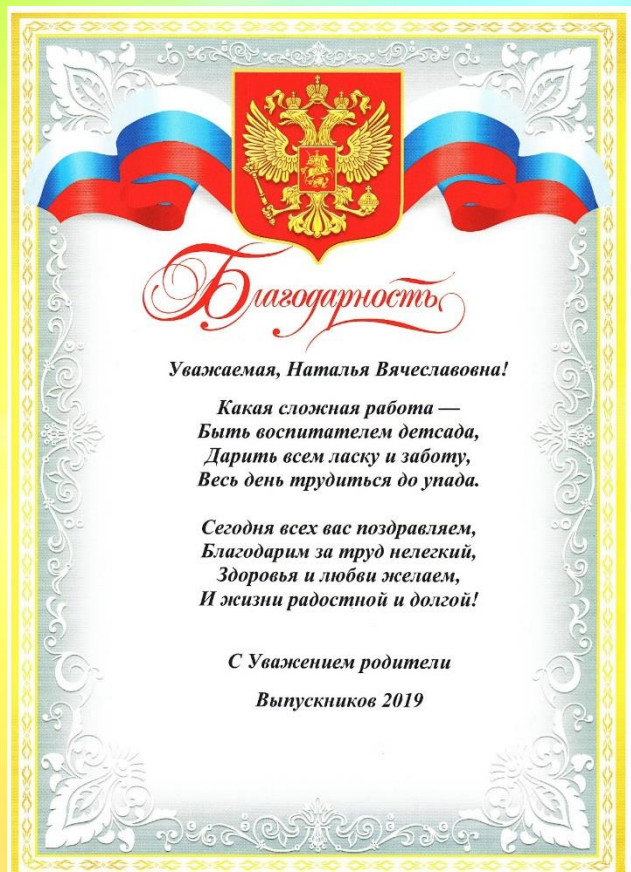 Благодарность
Уважаемая, Наталья Вячеславовна!
Какая сложная работа —
Быть воспитателем детсада,
Дарить всем ласку и заботу,
Весь день трудиться до упада.
Сегодня всех вас поздравляем,
Благодарим за труд нелегкий,
Здоровья и любви желаем,
И жизни радостной и долгой!
С Уважением родители
Выпускников 2019